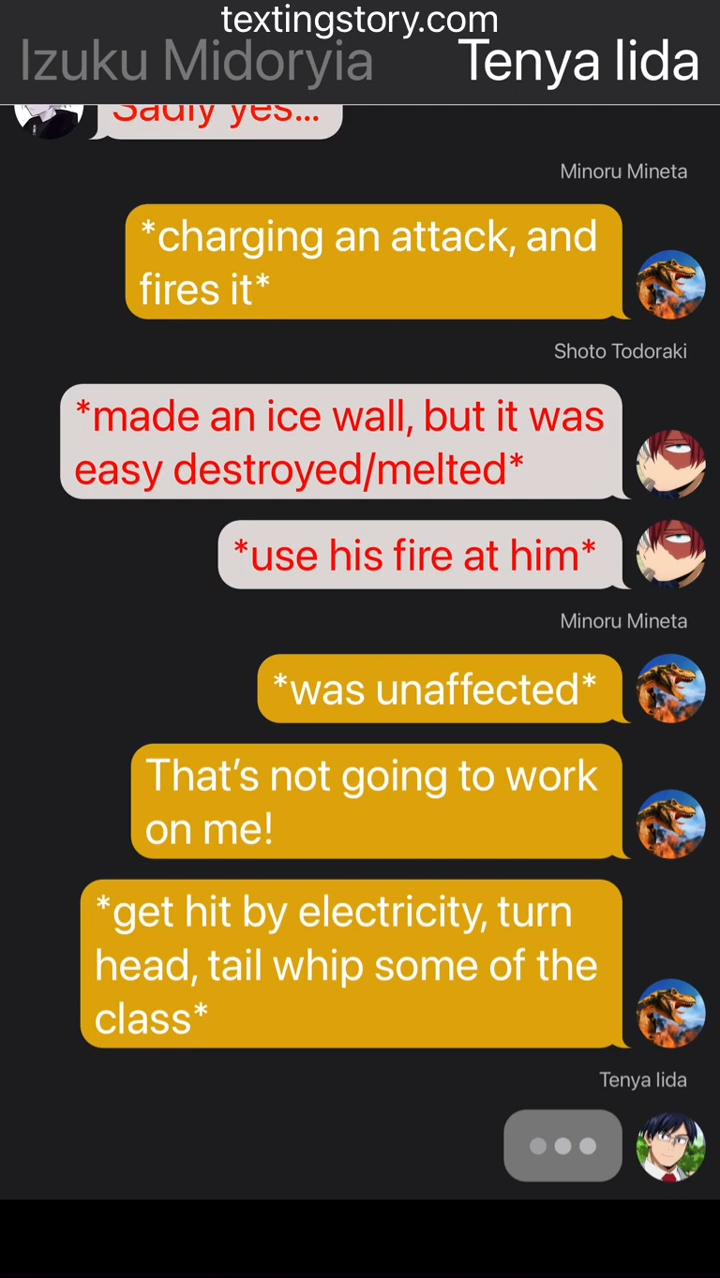 textingstory.com
Izuku Midoryia Tenya Iida
Sadly yes...
Minoru Mineta
*charging an attack, and
fires it*
Shoto Todoraki
*made an ice wall, but it was
easy destroyed/melted*
*use his fire at him*
Minoru Mineta
*was unaffected*
That's not going to work
on me!
*get hit by electricity, turn
head, tail whip some of the
class*
Tenya Iida